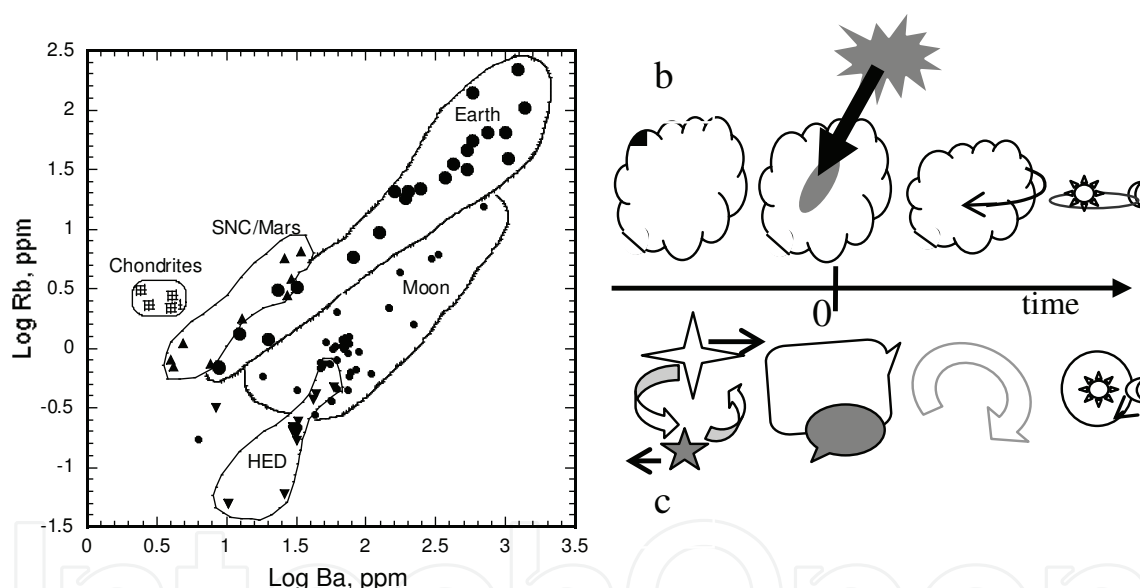 2.5
2
1.5
1
0.5
0
-0.5
-1
-1.5
Log Rb, ppm
Earth
SNC/Mars
Chondrites
Moon
HED
0 0.5 1 1.5 2 2.5 3 3.5
Log Ba, ppm
b
0
time
c
IntechOpen